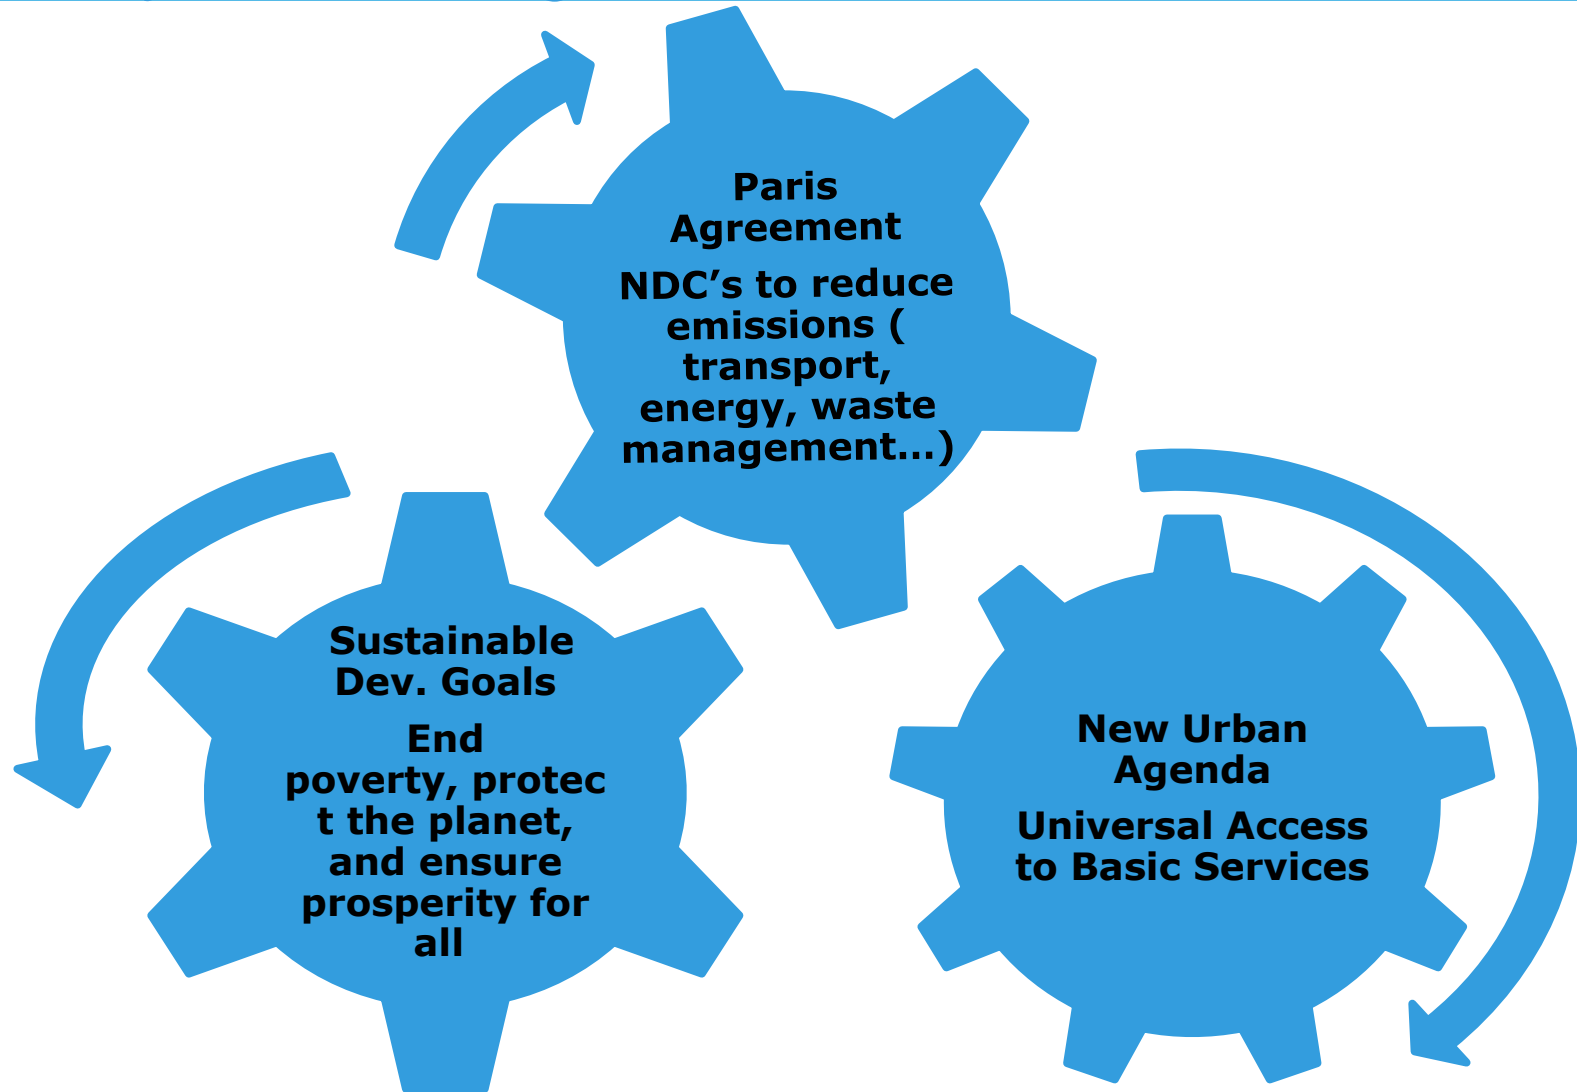 Paris
Agreement
NDC’s to reduce
emissions (
transport,
energy, waste
management…)
Sustainable
Dev. Goals
End
poverty, protec
t the planet,
and ensure
prosperity for
all
New Urban
Agenda
Universal Access
to Basic Services